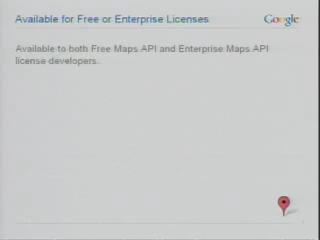 Available for Free or Enterprise Licenses
Google
Available to both Free Maps API and Enterprise Maps API
license developers.